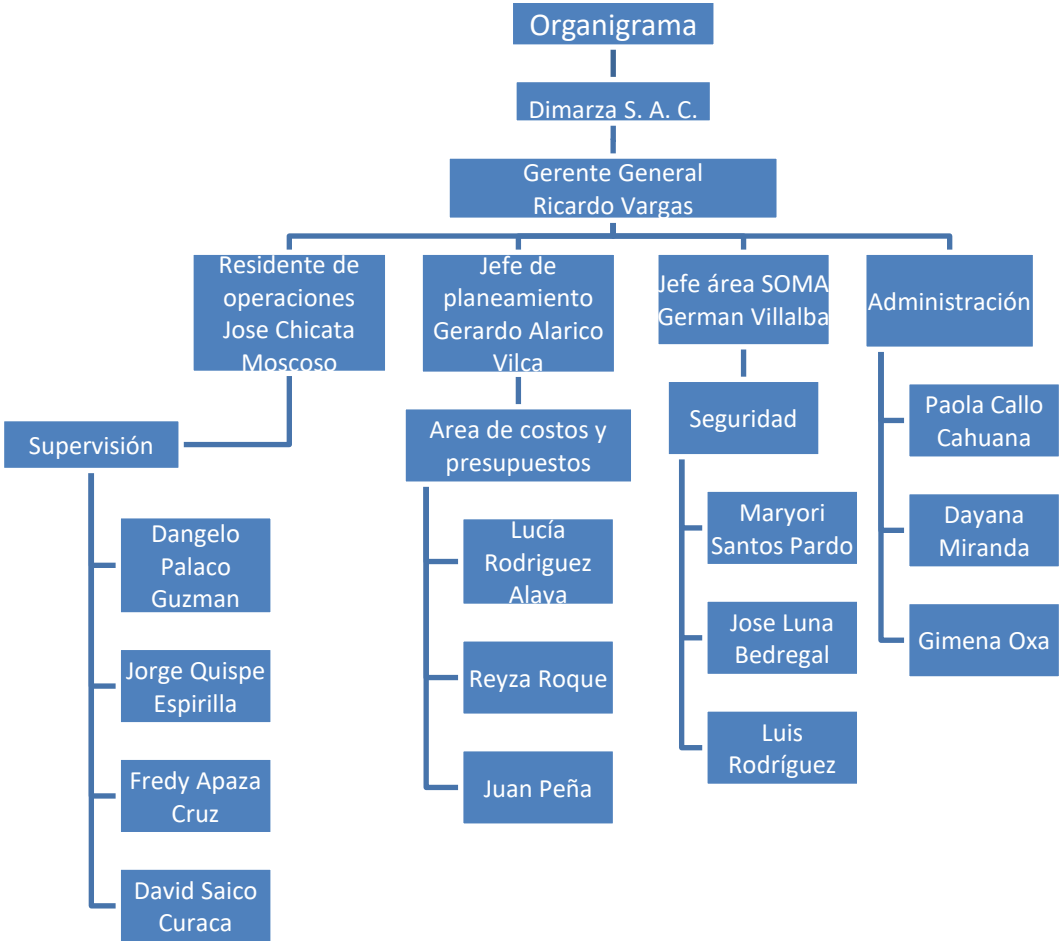 Organigrama
Dimarza S. A. C.
Gerente General
Ricardo Vargas
Residente de
operaciones
Jose Chicata
Moscoso
Jefe de
planeamiento
Gerardo Alarico
Vilca
Jefe área SOMA
German Villalba
Administración
Supervisión
Dangelo
Palaco
Guzman
Jorge Quispe
Espirilla
Fredy Apaza
Cruz
David Saico
Curaca
Area de costos y
presupuestos
Lucía
Rodriguez
Alava
Reyza Roque
Juan Peña
Seguridad
Maryori
Santos Pardo
Jose Luna
Bedregal
Luis
Rodríguez
Paola Callo
Cahuana
Dayana
Miranda
Gimena Oxa